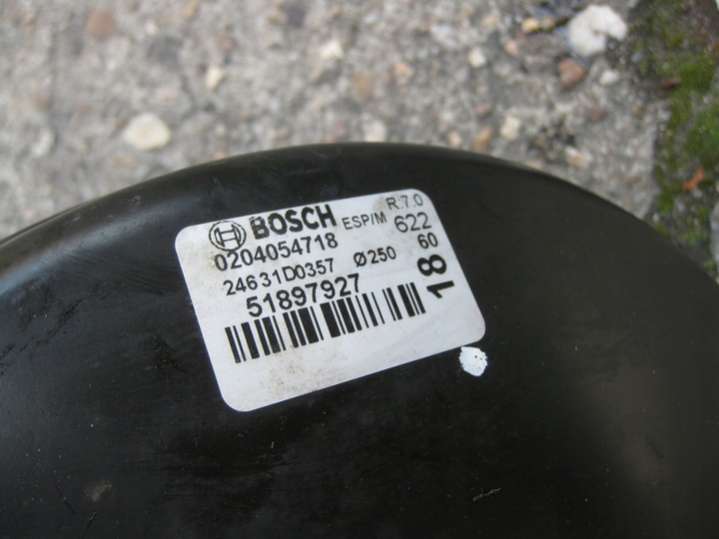 BOSCH ESP/M R.7.0
0204054718 622
24631D0357 Ø250 60
51897927 18